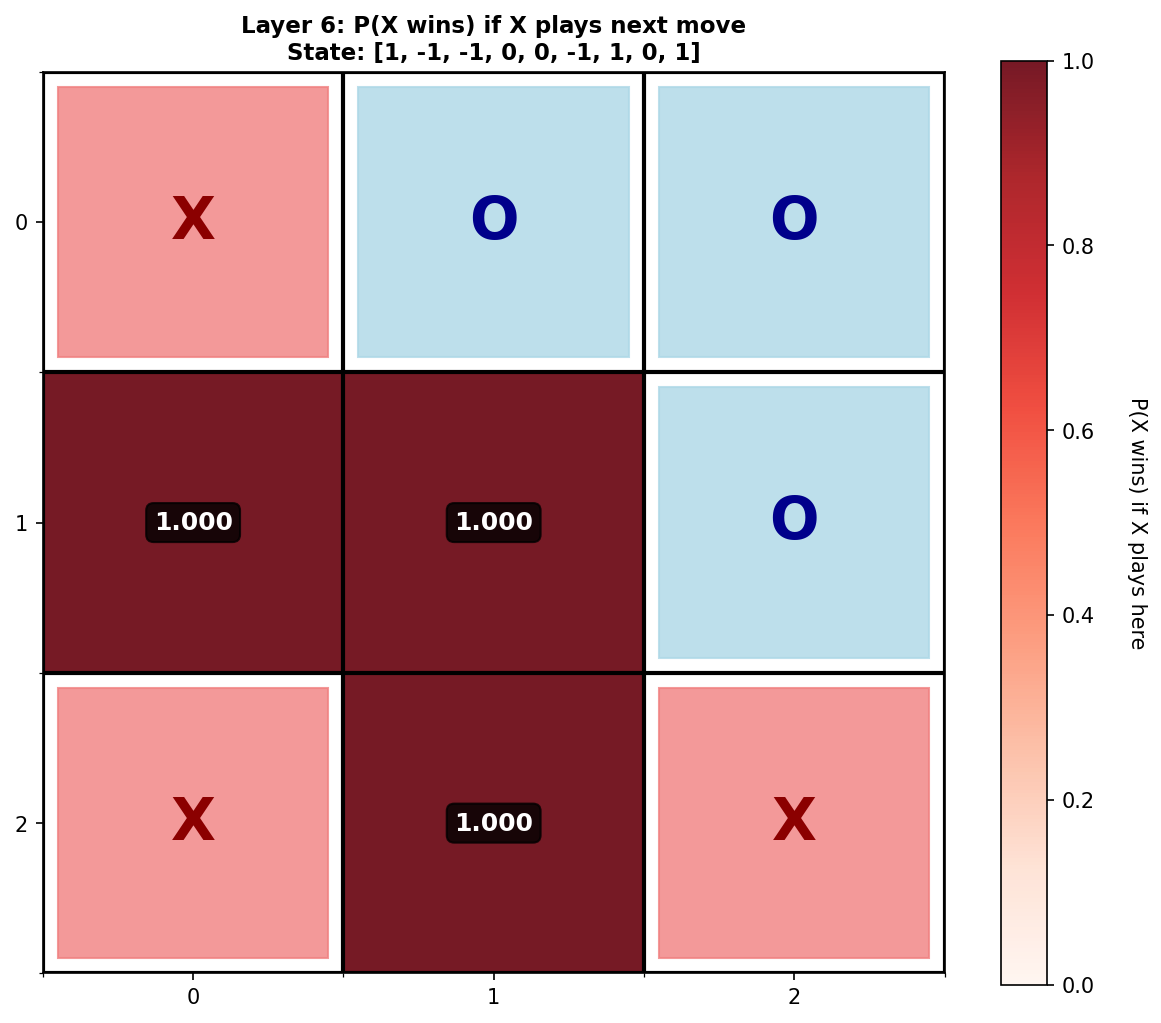 Layer 6: P(X wins) if X plays next move
State: [1, -1, -1, 0, 0, -1, 1, 0, 1]
0
X
O
O
1
1.000
1.000
O
2
X
1.000
X
0
1
2
1.0
0.8
0.6
0.4
0.2
0.0
P(X wins) if X plays here